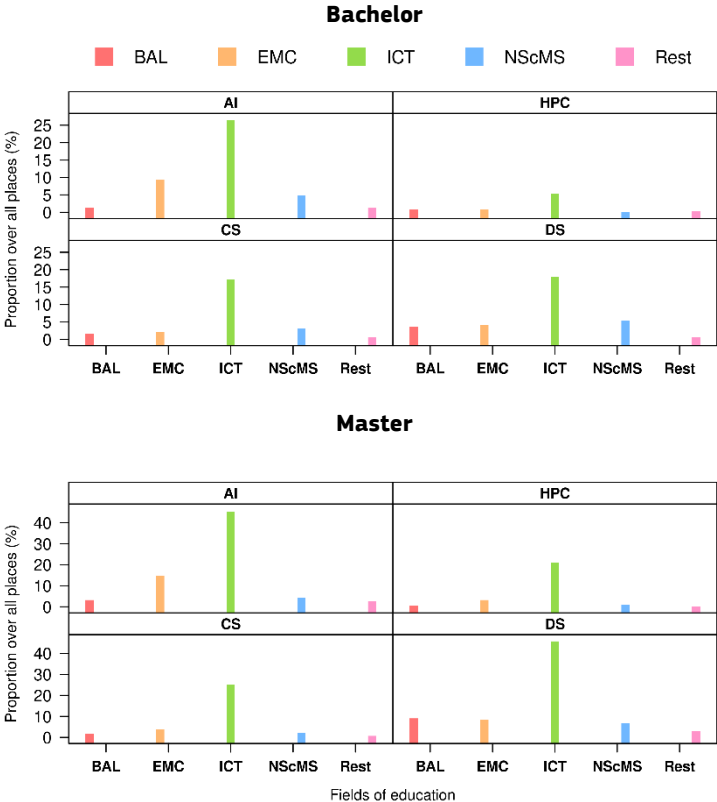 Bachelor
BAL EMC ICT NScMS Rest
AI HPC
Proportion over all places (%)
25
20
15
10
5
0
CS DS
25
20
15
10
5
0
BAL EMC ICT NScMS Rest BAL EMC ICT NScMS Rest
Master
AI HPC
Proportion over all places (%)
40
30
20
10
0
CS DS
40
30
20
10
0
BAL EMC ICT NScMS Rest BAL EMC ICT NScMS Rest
Fields of education